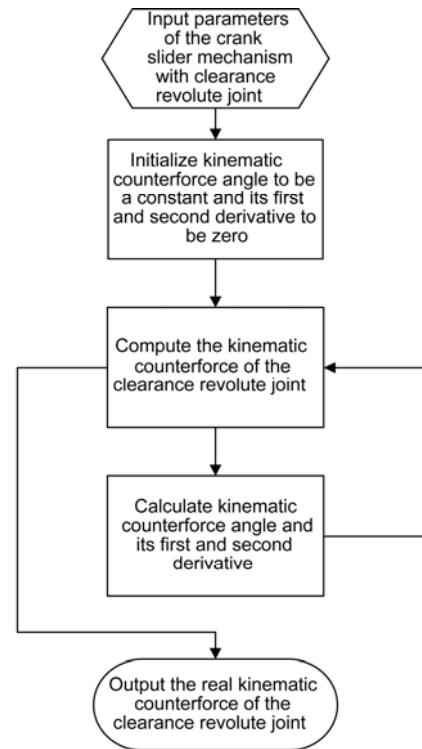 Input parameters
of the crank
slider mechanism
with clearance
revolute joint
Initialize kinematic
counterforce angle to be
a constant and its first
and second derivative to
be zero
Compute the kinematic
counterforce of the
clearance revolute joint
Calculate kinematic
counterforce angle and
its first and second
derivative
Output the real kinematic
counterforce of the
clearance revolute joint